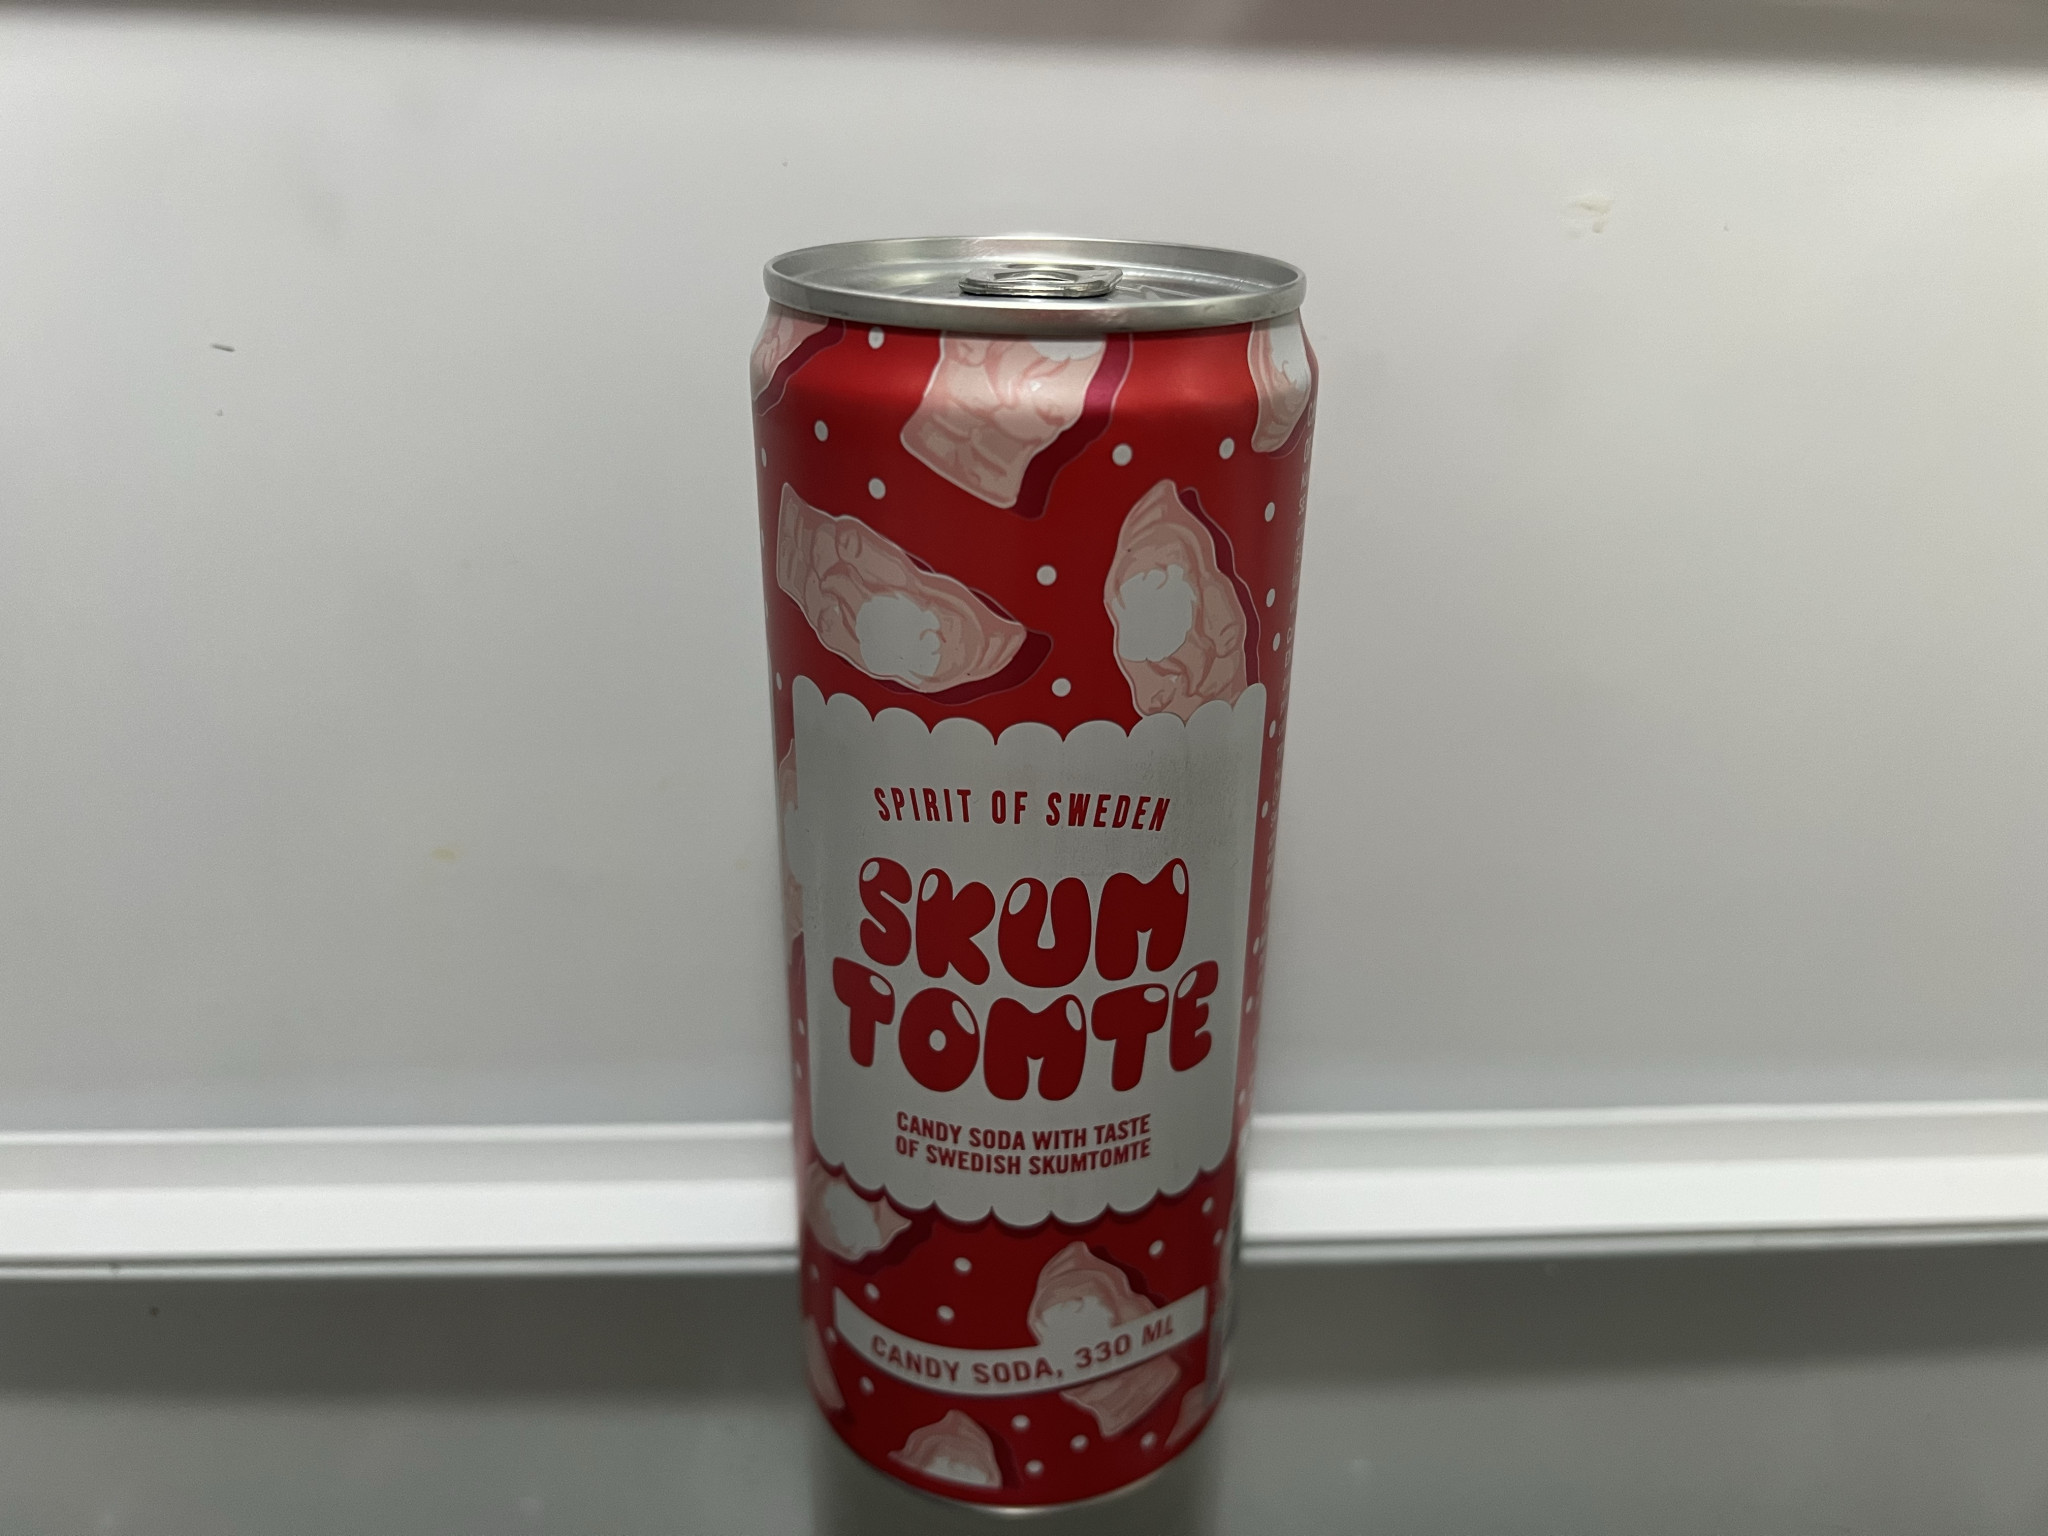 SPIRIT OF SWEDEN
SKUM
TOMTE
CANDY SODA WITH TASTE
OF SWEDISH SKUMTOMTE
CANDY SODA, 330 ML